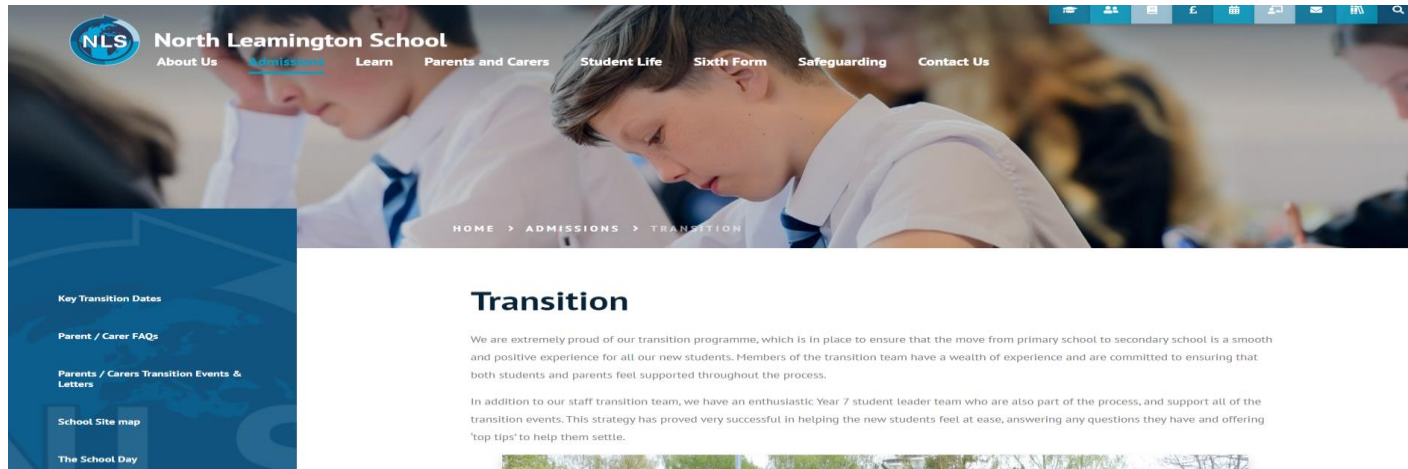 NLS
North Leamington School
£
About Us Admissions Learn Parents and Carers Student Life Sixth Form Safeguarding Contact Us
HOME > ADMISSIONS > TRANSITION
Key Transition Dates
Parent / Carer FAQs
Parents / Carers Transition Events &
Letters
School Site map
The School Day
Transition
We are extremely proud of our transition programme, which is in place to ensure that the move from primary school to secondary school is a smooth
and positive experience for all our new students. Members of the transition team have a wealth of experience and are committed to ensuring that
both students and parents feel supported throughout the process.
In addition to our staff transition team, we have an enthusiastic Year 7 student leader team who are also part of the process, and support all of the
transition events. This strategy has proved very successful in helping the new students feel at ease, answering any questions they have and offering
'top tips' to help them settle.